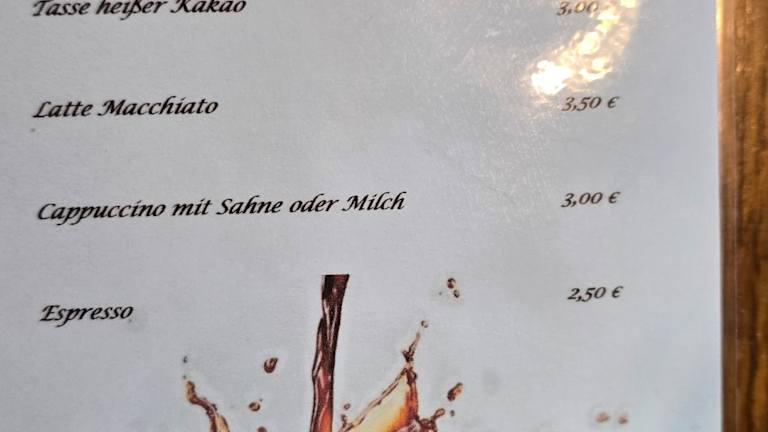 Tasse heißer Kakao 3,00
Latte Macchiato 3,50 €
Cappuccino mit Sahne oder Milch 3,00 €
Espresso 2,50 €